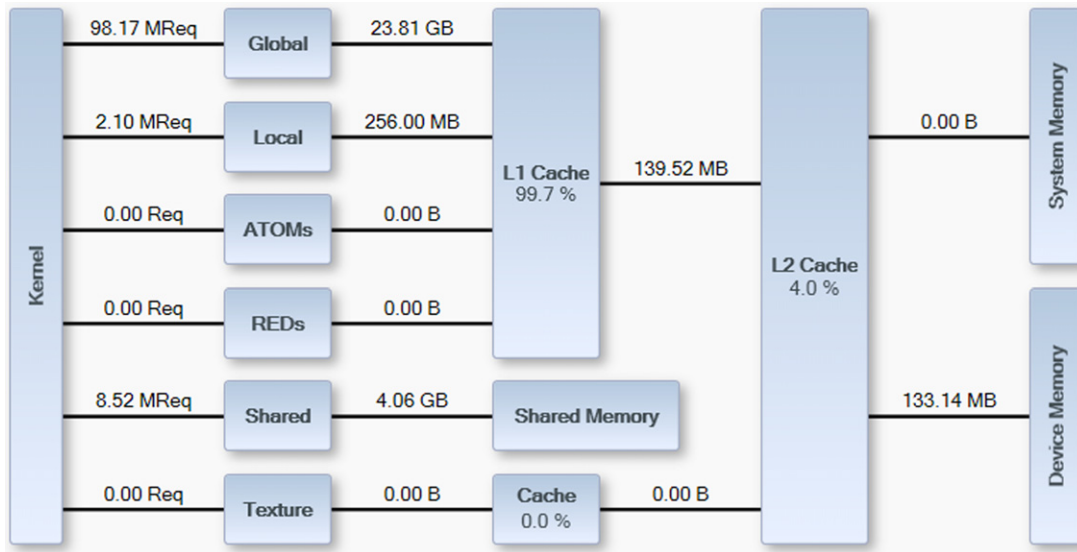 Kernel
98.17 MReq
Global
23.81 GB
2.10 MReq
Local
256.00 MB
0.00 Req
ATOMs
0.00 B
0.00 Req
REDs
0.00 B
L1 Cache
99.7 %
139.52 MB
8.52 MReq
Shared
4.06 GB
Shared Memory
0.00 Req
Texture
0.00 B
Cache
0.0 %
0.00 B
L2 Cache
4.0 %
0.00 B
System Memory
133.14 MB
Device Memory